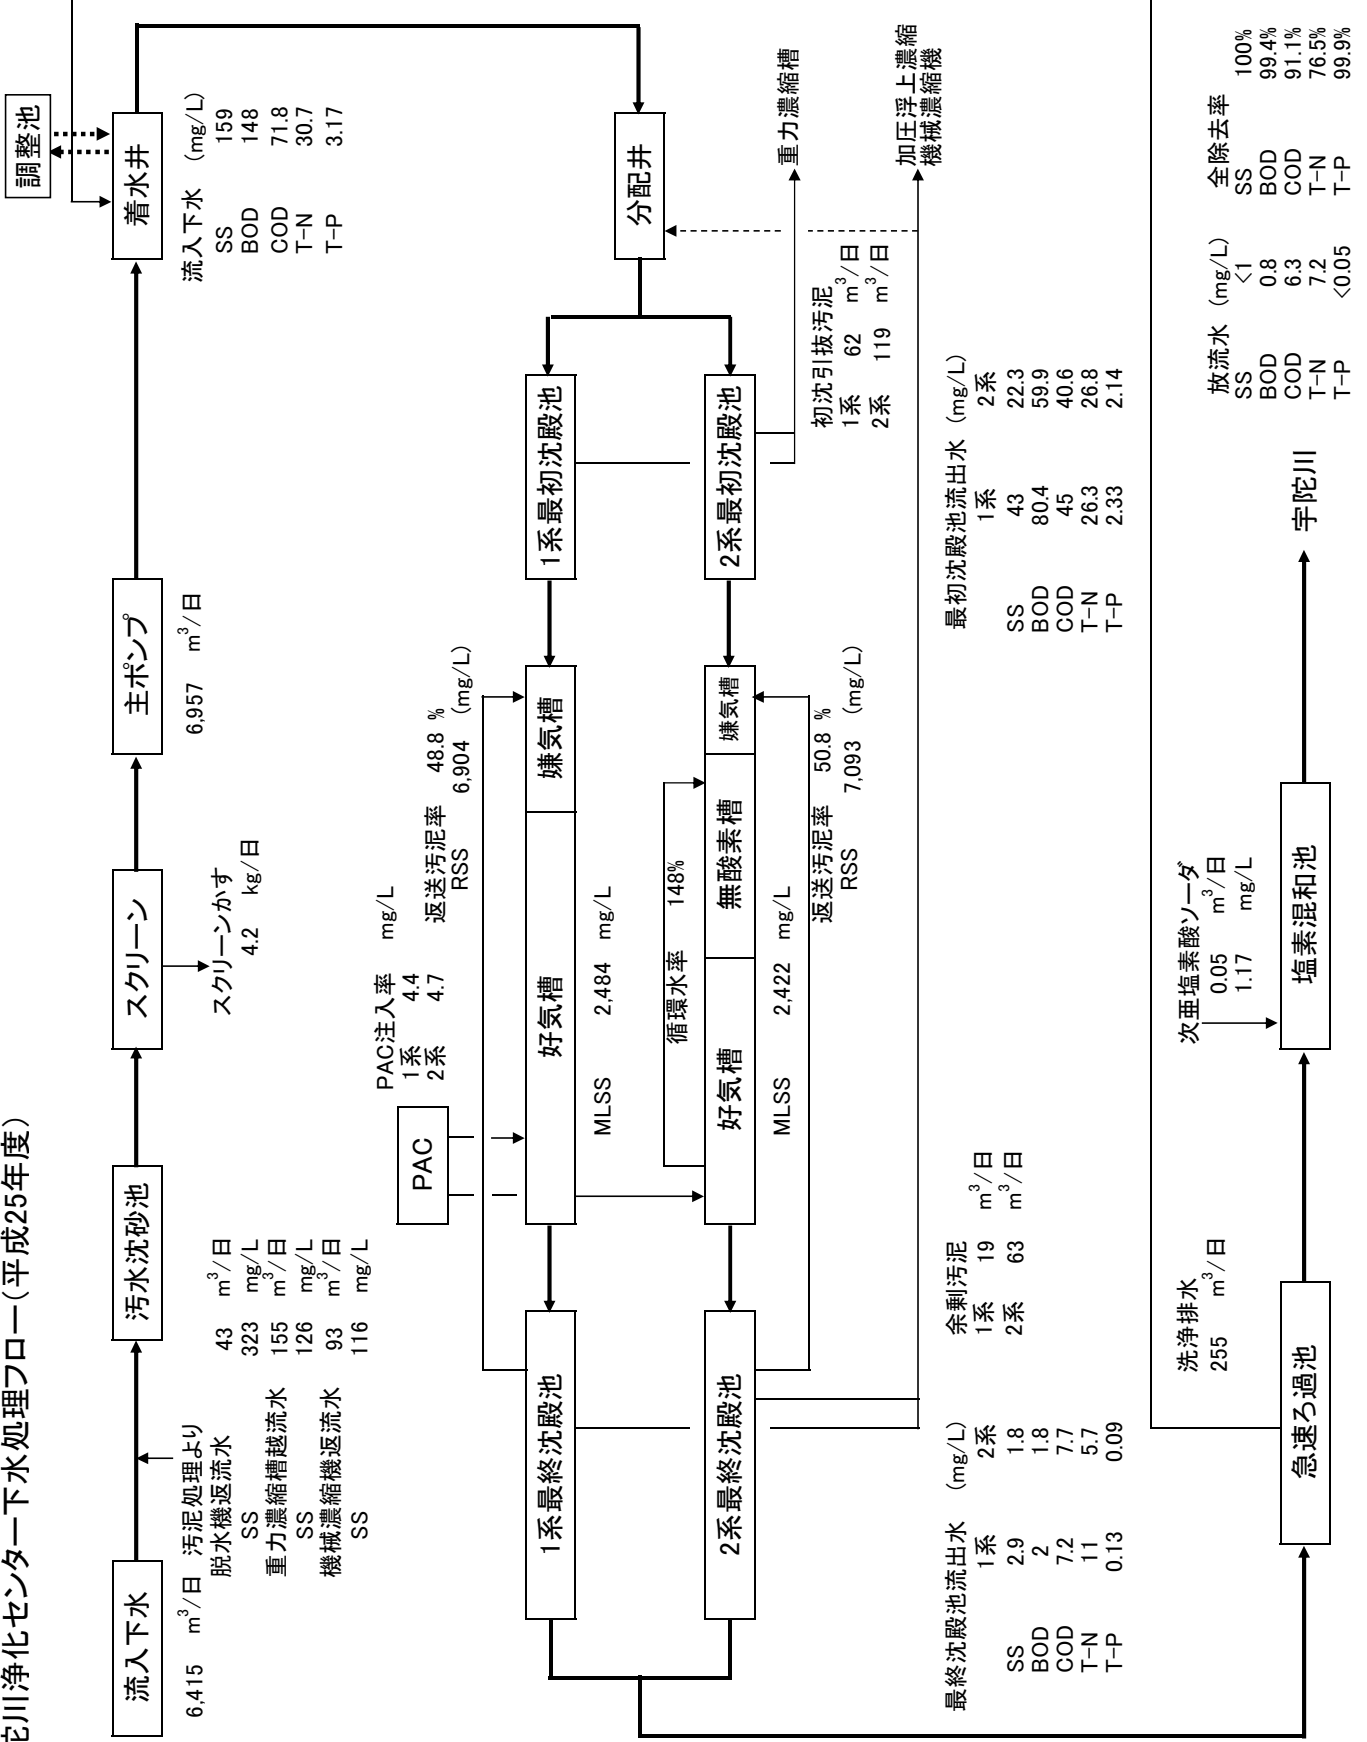 陀川浄化センター下水処理フロー(平成25年度)
流入下水
6,415 m³/日
汚泥処理より
脱水機返流水 43 m³/日
SS 323 mg/L
重力濃縮槽越流水 155 m³/日
SS 126 mg/L
機械濃縮機返流水 93 m³/日
SS 116 mg/L
汚水沈砂池
スクリーン
スクリーンかす
4.2 kg/日
主ポンプ
6,957 m³/日
着水井
調整池
流入下水 (mg/L)
SS 159
BOD 148
COD 71.8
T-N 30.7
T-P 3.17
分配井
重力濃縮槽
加圧浮上濃縮
機械濃縮機
1系最初沈殿池
2系最初沈殿池
初沈引抜汚泥
1系 62 m³/日
2系 119 m³/日
PAC
PAC注入率
1系 4.4 mg/L
2系 4.7
返送汚泥率 48.8 %
RSS 6,904 (mg/L)
1系最終沈殿池
好気槽
嫌気槽
MLSS 2,484 mg/L
循環水率 148%
2系最終沈殿池
好気槽
無酸素槽
嫌気槽
MLSS 2,422 mg/L
返送汚泥率 50.8 %
RSS 7,093 (mg/L)
最終沈殿池流出水 (mg/L)
1系 2系
SS 2.9 1.8
BOD 2 1.8
COD 7.2 7.7
T-N 11 5.7
T-P 0.13 0.09
余剰汚泥
1系 19 m³/日
2系 63 m³/日
最初沈殿池流出水 (mg/L)
1系 2系
SS 43 22.3
BOD 80.4 59.9
COD 45 40.6
T-N 26.3 26.8
T-P 2.33 2.14
洗浄排水
255 m³/日
急速ろ過池
次亜塩素酸ソーダ
0.05 m³/日
1.17 mg/L
塩素混和池
宇陀川
放流水 (mg/L) 全除去率
SS <1 SS 100%
BOD 0.8 BOD 99.4%
COD 6.3 COD 91.1%
T-N 7.2 T-N 76.5%
T-P <0.05 T-P 99.9%